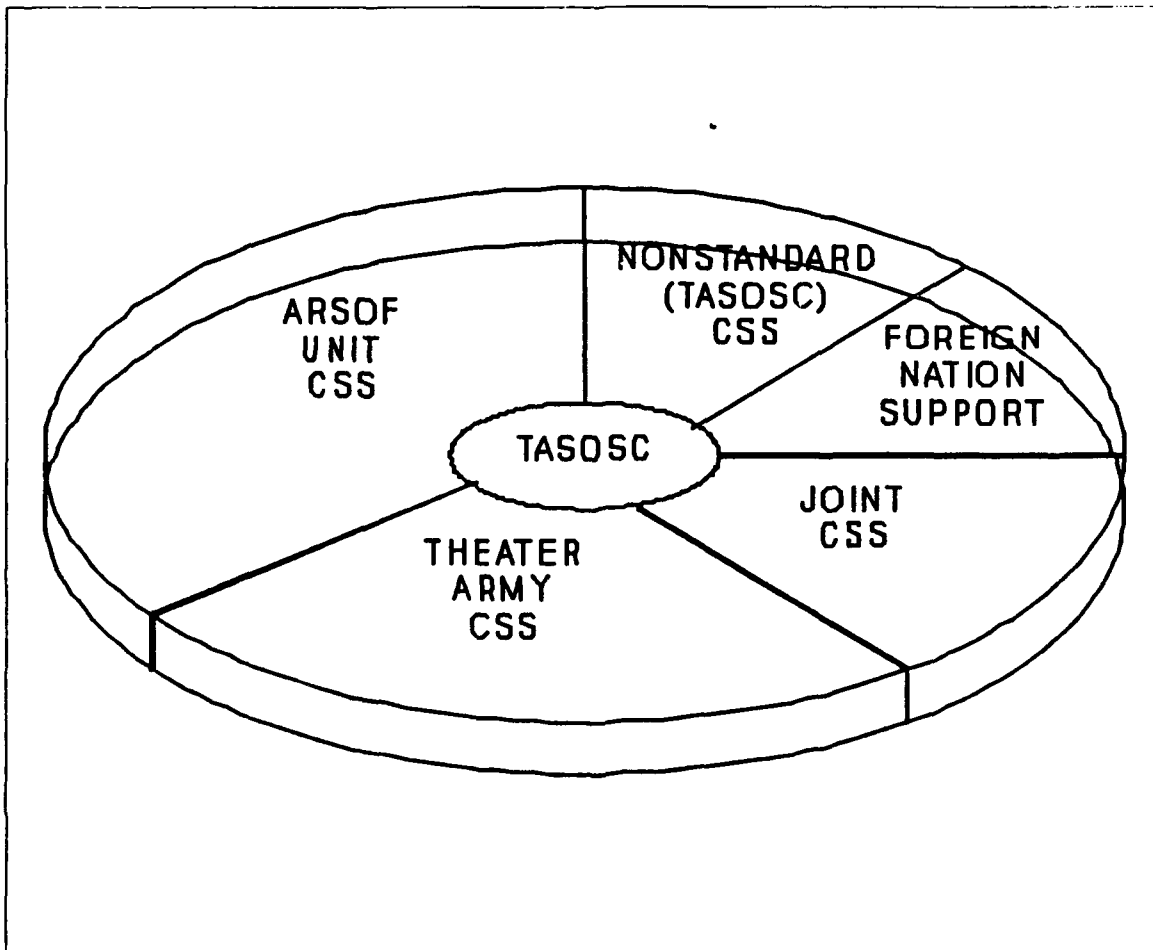 ARSOF
UNIT
CSS
NONSTANDARD
(TASOSC)
CSS
FOREIGN
NATION
SUPPORT
TASOSC
JOINT
CSS
THEATER
ARMY
CSS